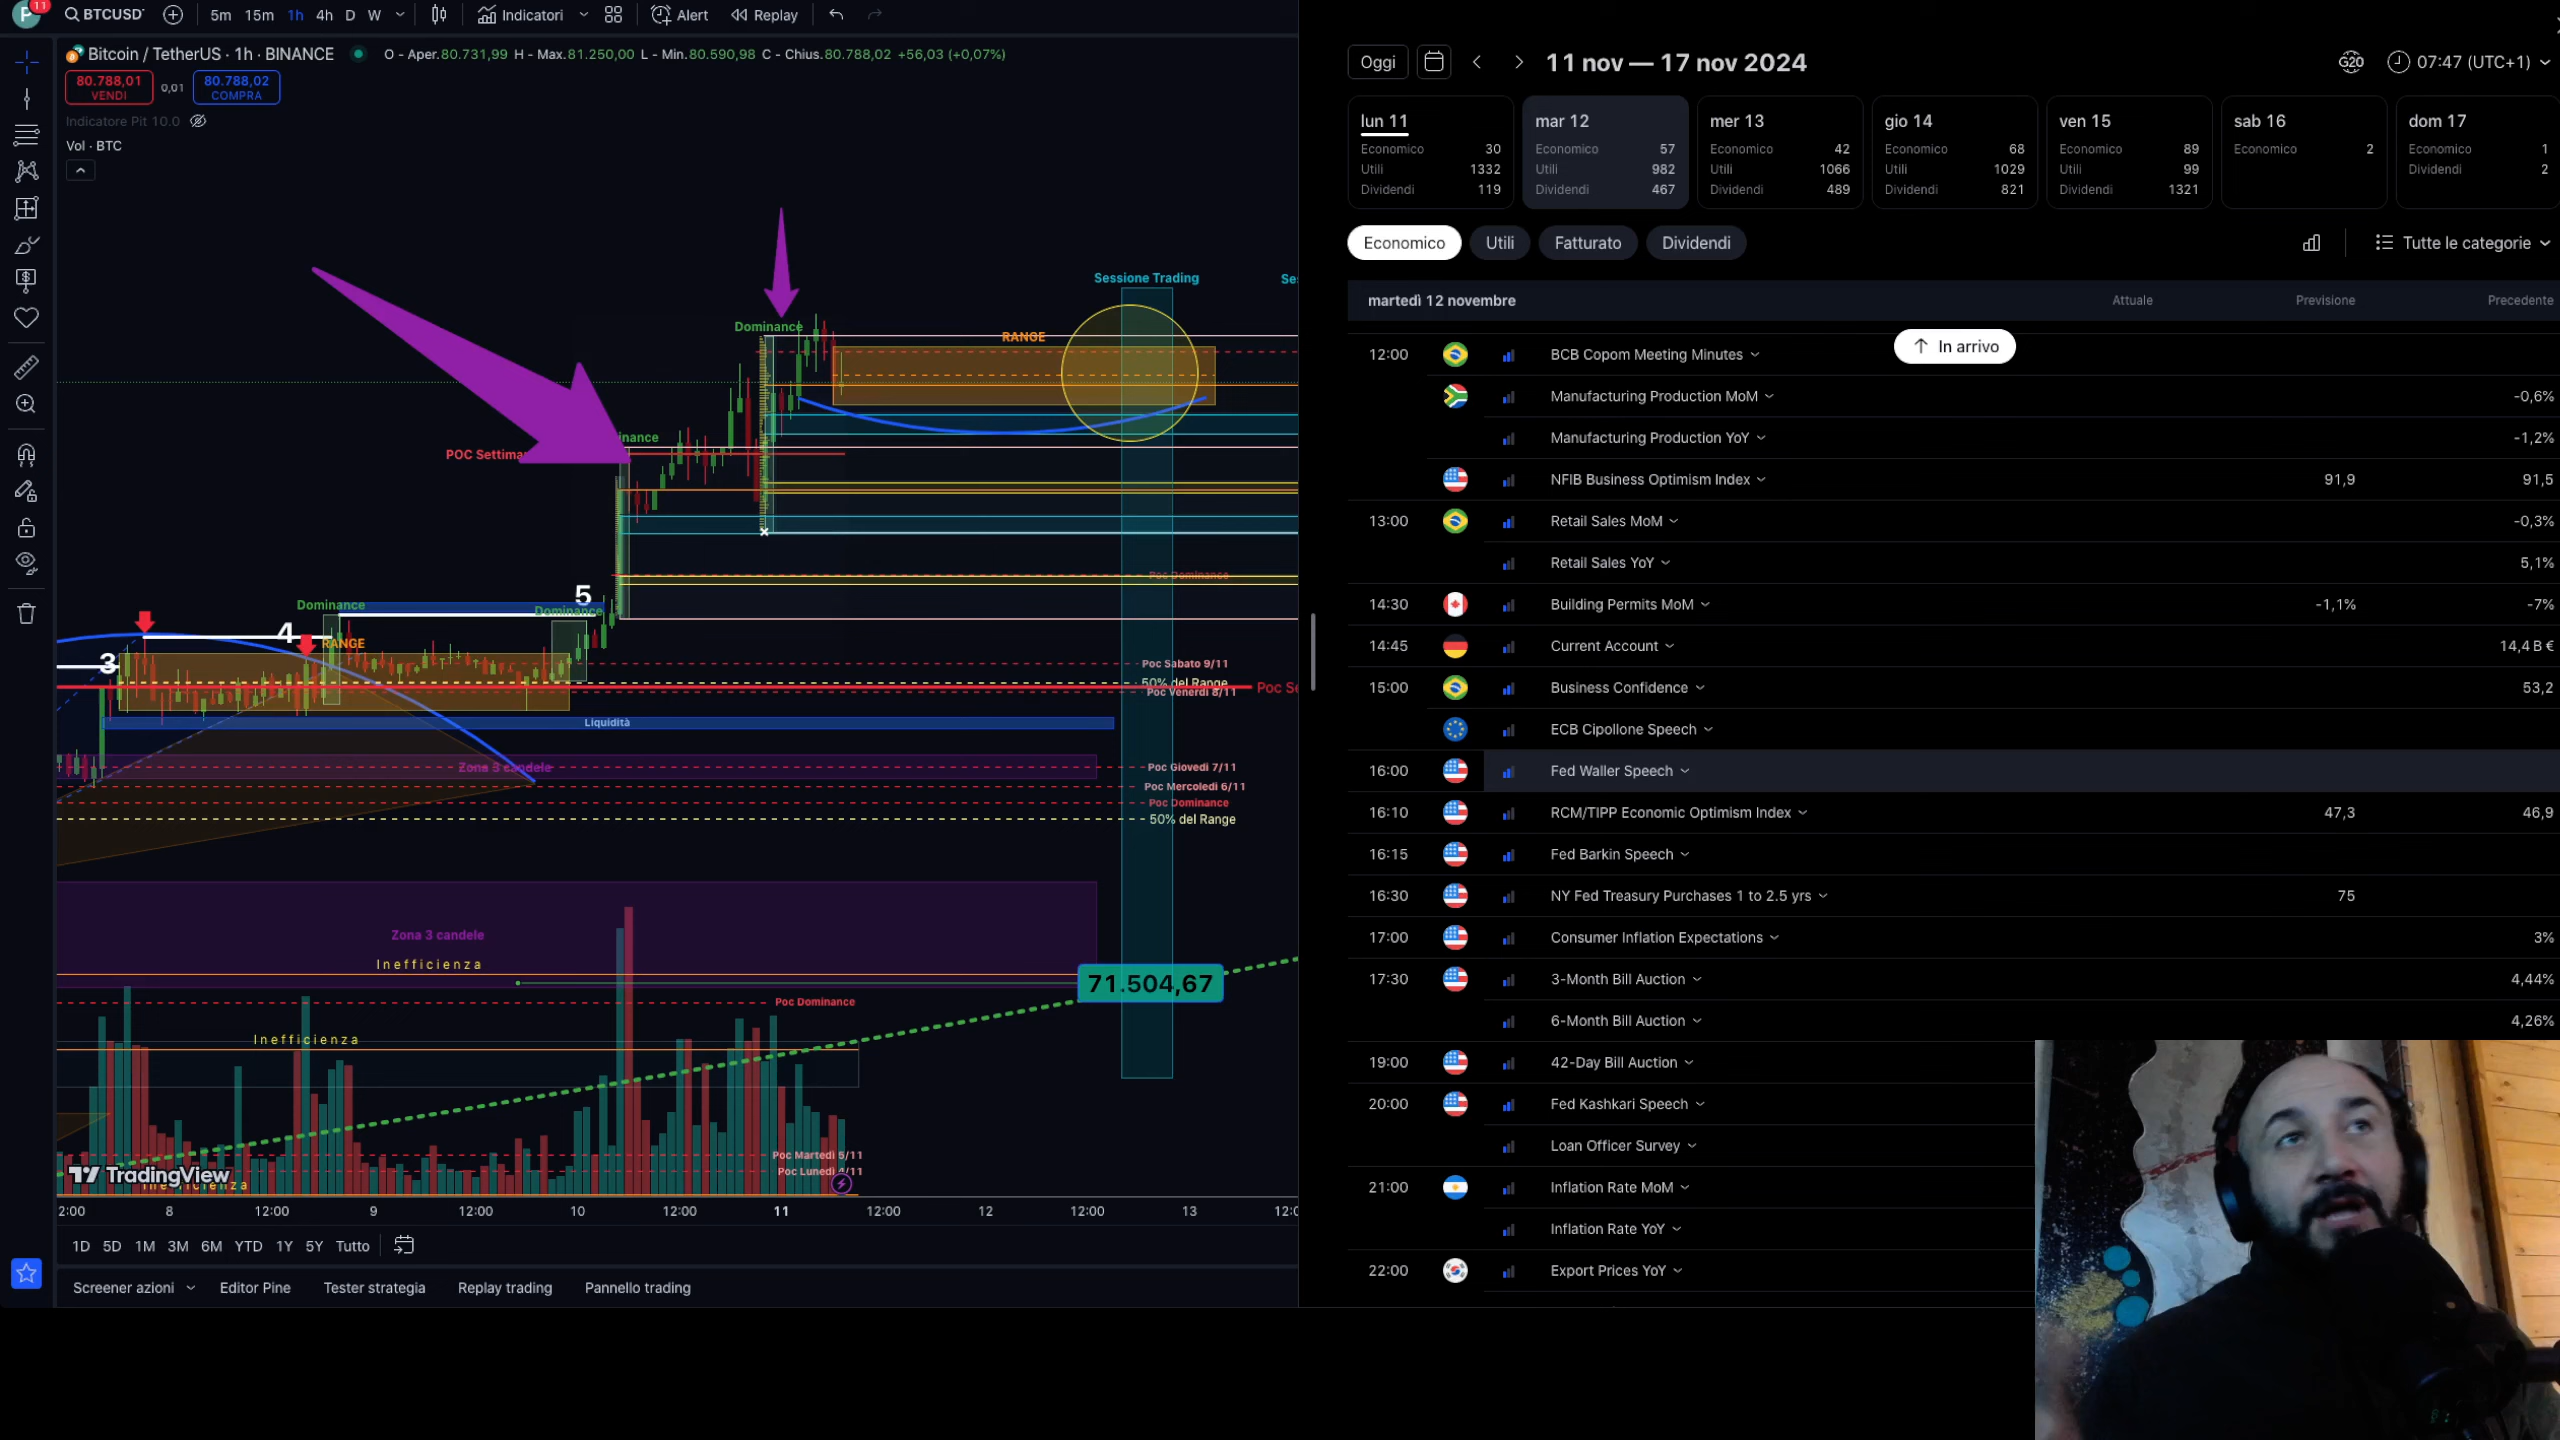 P 11 BTCUSD 5m 15m 1h 4h D W Indicatori Alert Replay
Bitcoin / TetherUS · 1h · BINANCE O - Aper.80.731,99 H - Max.81.250,00 L - Min.80.590,98 C - Chius.80.788,02 +56,03 (+0,07%)
80.788,01
VENDI
0,01
80.788,02
COMPRA
Indicatore Pit 10.0
Vol · BTC
Sessione Trading
Se
Dominance
RANGE
inance
POC Settima
Poc Dominance
5
Dominance
Dominance
4
RANGE
3
Poc Sabato 9/11
50% del Range
Poc Venerdì 8/11
Poc Se
Liquidità
Zona 3 candele
Poc Giovedì 7/11
Poc Mercoledì 6/11
Poc Dominance
50% del Range
Zona 3 candele
Inefficienza
71.504,67
Poc Dominance
Inefficienza
Poc Martedì 5/11
Poc Lunedì 4/11
TradingView
2:00 8 12:00 9 12:00 10 12:00 11 12:00 12 12:00 13 12:0
1D 5D 1M 3M 6M YTD 1Y 5Y Tutto
Screener azioni Editor Pine Tester strategia Replay trading Pannello trading
Oggi 11 nov — 17 nov 2024 G20 07:47 (UTC+1)
lun 11
Economico 30
Utili 1332
Dividendi 119
mar 12
Economico 57
Utili 982
Dividendi 467
mer 13
Economico 42
Utili 1066
Dividendi 489
gio 14
Economico 68
Utili 1029
Dividendi 821
ven 15
Economico 89
Utili 99
Dividendi 1321
sab 16
Economico 2
dom 17
Economico 1
Dividendi 2
Economico Utili Fatturato Dividendi Tutte le categorie
martedì 12 novembre Attuale Previsione Precedente
In arrivo
12:00 BCB Copom Meeting Minutes
Manufacturing Production MoM -0,6%
Manufacturing Production YoY -1,2%
NFIB Business Optimism Index 91,9 91,5
13:00 Retail Sales MoM -0,3%
Retail Sales YoY 5,1%
14:30 Building Permits MoM -1,1% -7%
14:45 Current Account 14,4 B €
15:00 Business Confidence 53,2
ECB Cipollone Speech
16:00 Fed Waller Speech
16:10 RCM/TIPP Economic Optimism Index 47,3 46,9
16:15 Fed Barkin Speech
16:30 NY Fed Treasury Purchases 1 to 2.5 yrs 75
17:00 Consumer Inflation Expectations 3%
17:30 3-Month Bill Auction 4,44%
6-Month Bill Auction 4,26%
19:00 42-Day Bill Auction
20:00 Fed Kashkari Speech
Loan Officer Survey
21:00 Inflation Rate MoM
Inflation Rate YoY
22:00 Export Prices YoY